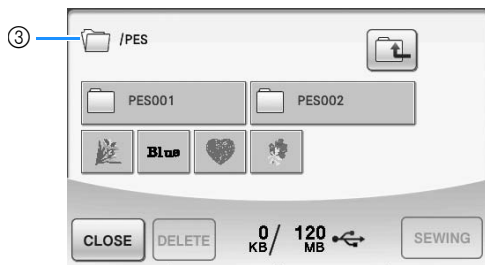 ③
/PES
PES001 PES002
Blue
CLOSE DELETE 0 KB/ 120 MB SEWING